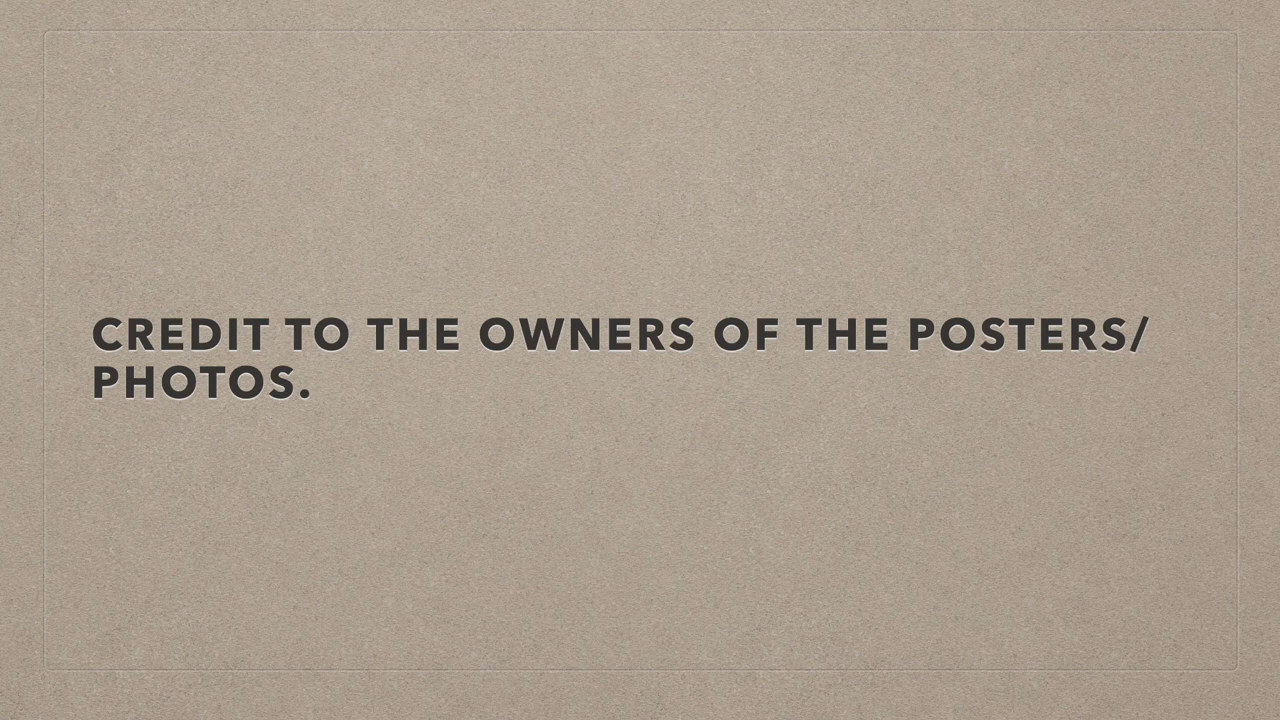 CREDIT TO THE OWNERS OF THE POSTERS/
PHOTOS.